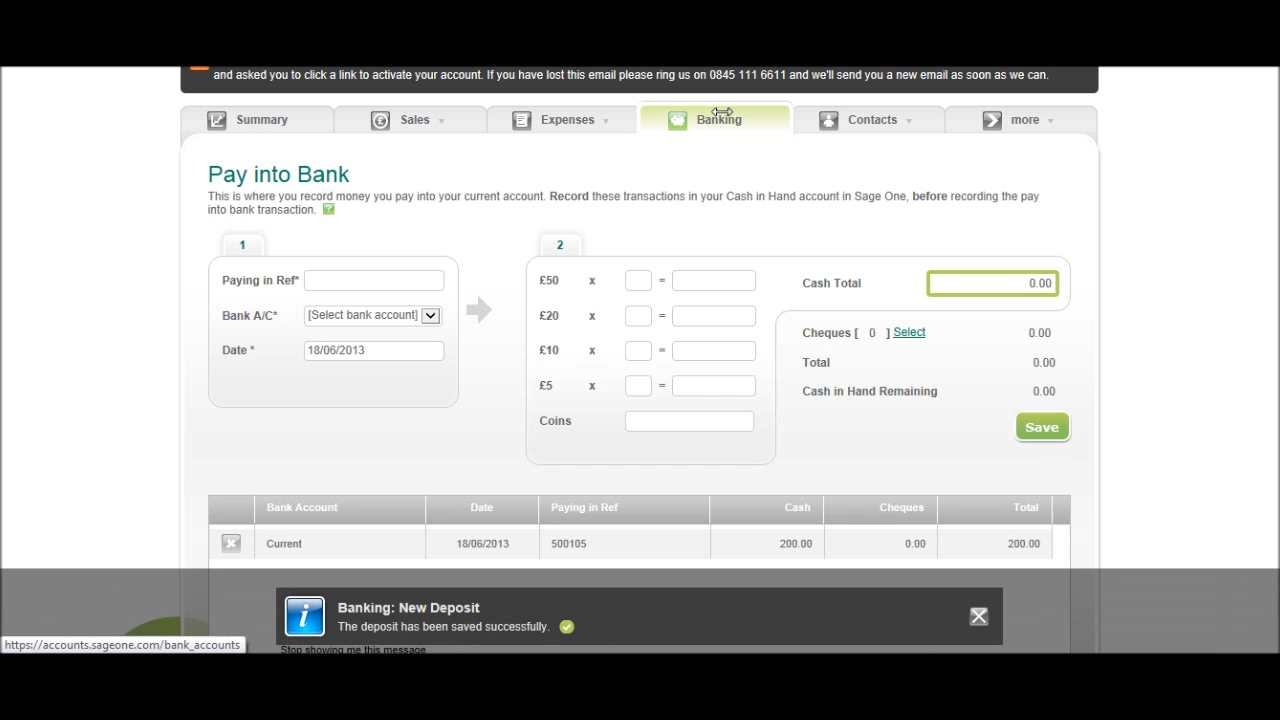 and asked you to click a link to activate your account. If you have lost this email please ring us on 0845 111 6611 and we'll send you a new email as soon as we can.
Summary Sales Expenses Banking Contacts more
Pay into Bank
This is where you record money you pay into your current account. Record these transactions in your Cash in Hand account in Sage One, before recording the pay
into bank transaction. ?
1 2
Paying in Ref* £50 x = Cash Total 0.00
Bank A/C* [Select bank account] £20 x = Cheques [ 0 ] Select 0.00
Date * 18/06/2013 £10 x = Total 0.00
£5 x = Cash in Hand Remaining 0.00
Coins Save
Bank Account Date Paying in Ref Cash Cheques Total
Current 18/06/2013 500105 200.00 0.00 200.00
Banking: New Deposit
The deposit has been saved successfully.
https://accounts.sageone.com/bank_accounts
Stop showing me this message